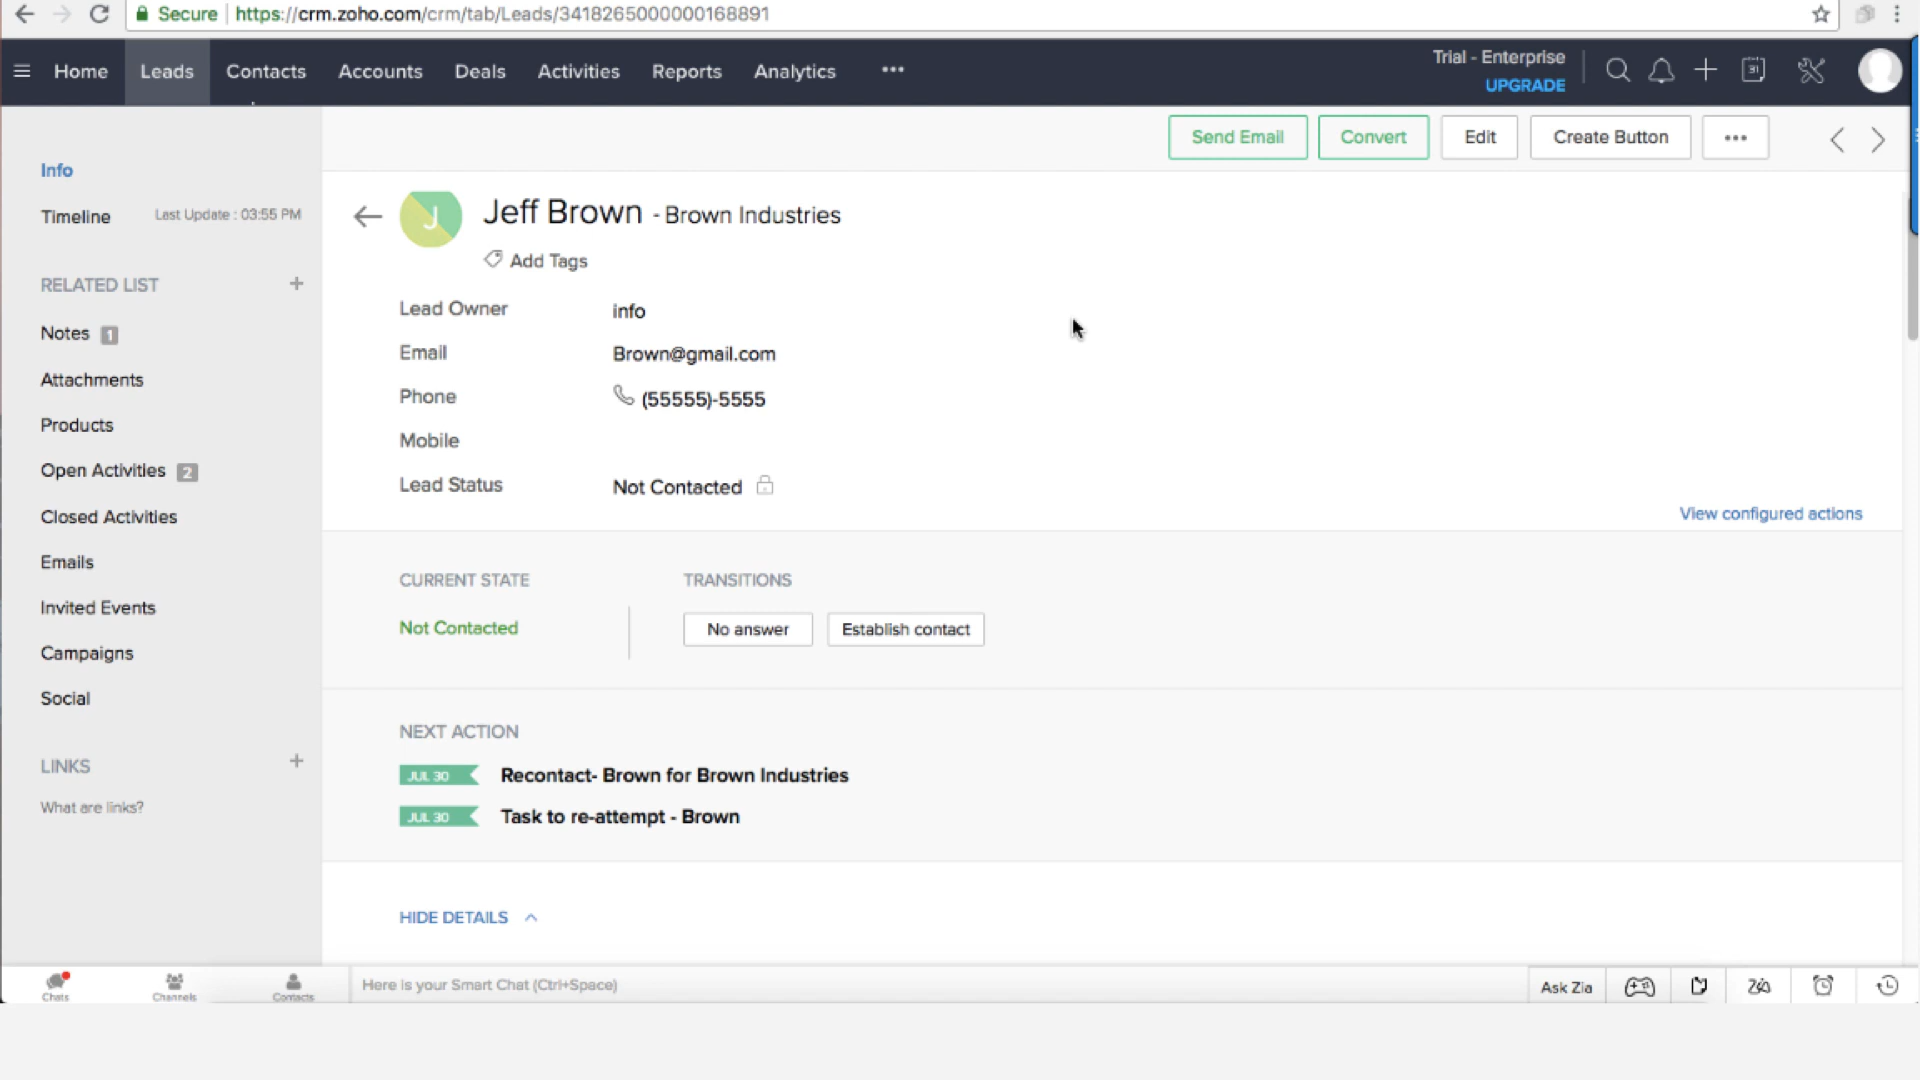 Secure https://crm.zoho.com/crm/tab/Leads/3418265000000168891
Home Leads Contacts Accounts Deals Activities Reports Analytics
Trial - Enterprise
UPGRADE
31
Send Email Convert Edit Create Button
Info
Timeline Last Update : 03:55 PM
RELATED LIST
Notes 1
Attachments
Products
Open Activities 2
Closed Activities
Emails
Invited Events
Campaigns
Social
LINKS
What are links?
J
Jeff Brown - Brown Industries
Add Tags
Lead Owner info
Email Brown@gmail.com
Phone (55555)-5555
Mobile
Lead Status Not Contacted
View configured actions
CURRENT STATE TRANSITIONS
Not Contacted No answer Establish contact
NEXT ACTION
JUL 30 Recontact- Brown for Brown Industries
JUL 30 Task to re-attempt - Brown
HIDE DETAILS
Chats Channels Contacts Here is your Smart Chat (Ctrl+Space) Ask Zia